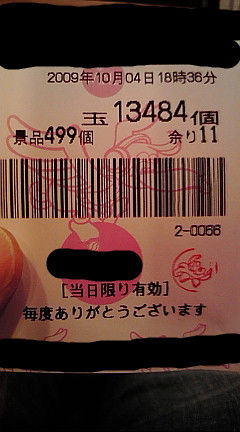 2009年10月04日18時36分
玉 13484個
景品499個 余り11
2-0066
[当日限り有効]
毎度ありがとうございます